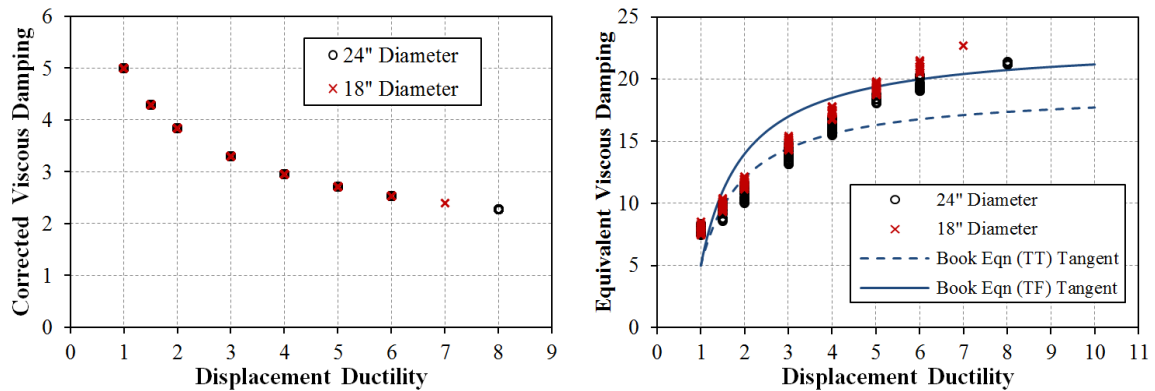 Corrected Viscous Damping
6
5
4
3
2
1
0
0 1 2 3 4 5 6 7 8 9
Displacement Ductility
24" Diameter
18" Diameter
Equivalent Viscous Damping
25
20
15
10
5
0
0 1 2 3 4 5 6 7 8 9 10 11
Displacement Ductility
24" Diameter
18" Diameter
Book Eqn (TT) Tangent
Book Eqn (TF) Tangent